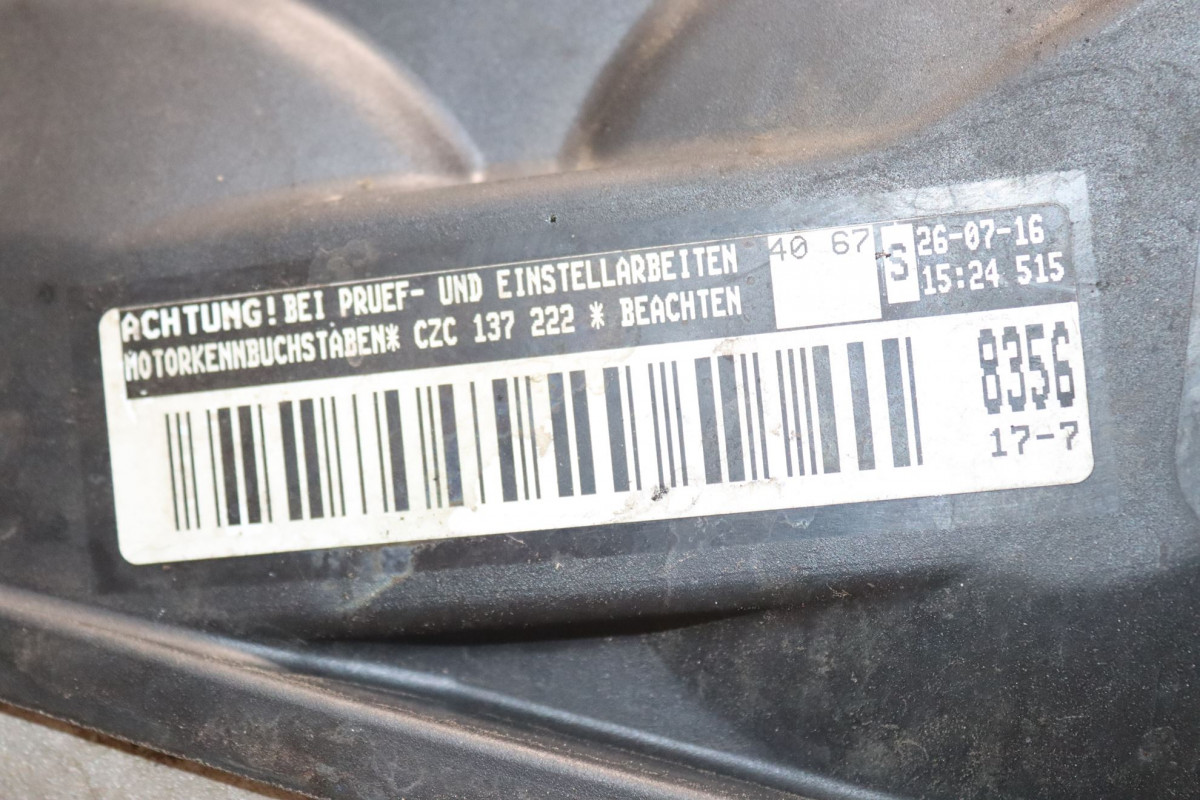 ACHTUNG! BEI PRUEF- UND EINSTELLARBEITEN
MOTORKENNBUCHSTABEN* CZC 137 222 * BEACHTEN
40 67
S
26-07-16
15:24 515
8356
17-7